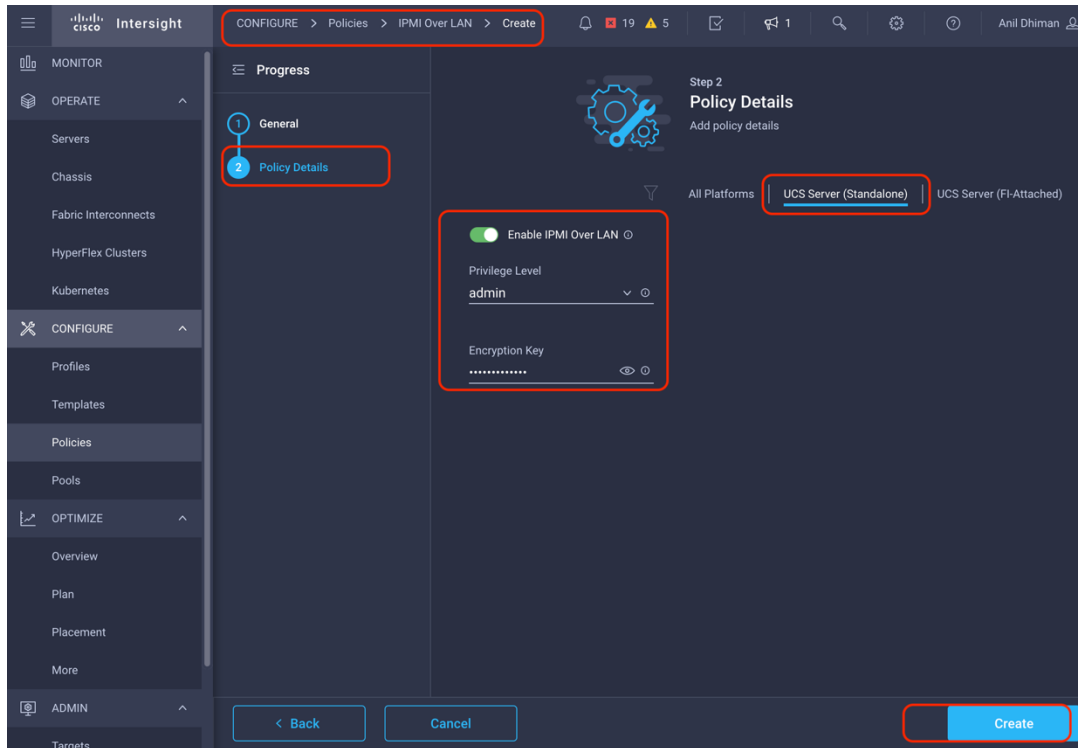 cisco Intersight
CONFIGURE > Policies > IPMI Over LAN > Create
19 5
1
Anil Dhiman
MONITOR
OPERATE
Servers
Chassis
Fabric Interconnects
HyperFlex Clusters
Kubernetes
CONFIGURE
Profiles
Templates
Policies
Pools
OPTIMIZE
Overview
Plan
Placement
More
ADMIN
Targets
Progress
1 General
2 Policy Details
Step 2
Policy Details
Add policy details
All Platforms | UCS Server (Standalone) | UCS Server (FI-Attached)
Enable IPMI Over LAN
Privilege Level
admin
Encryption Key
•••••••••••••
< Back
Cancel
Create